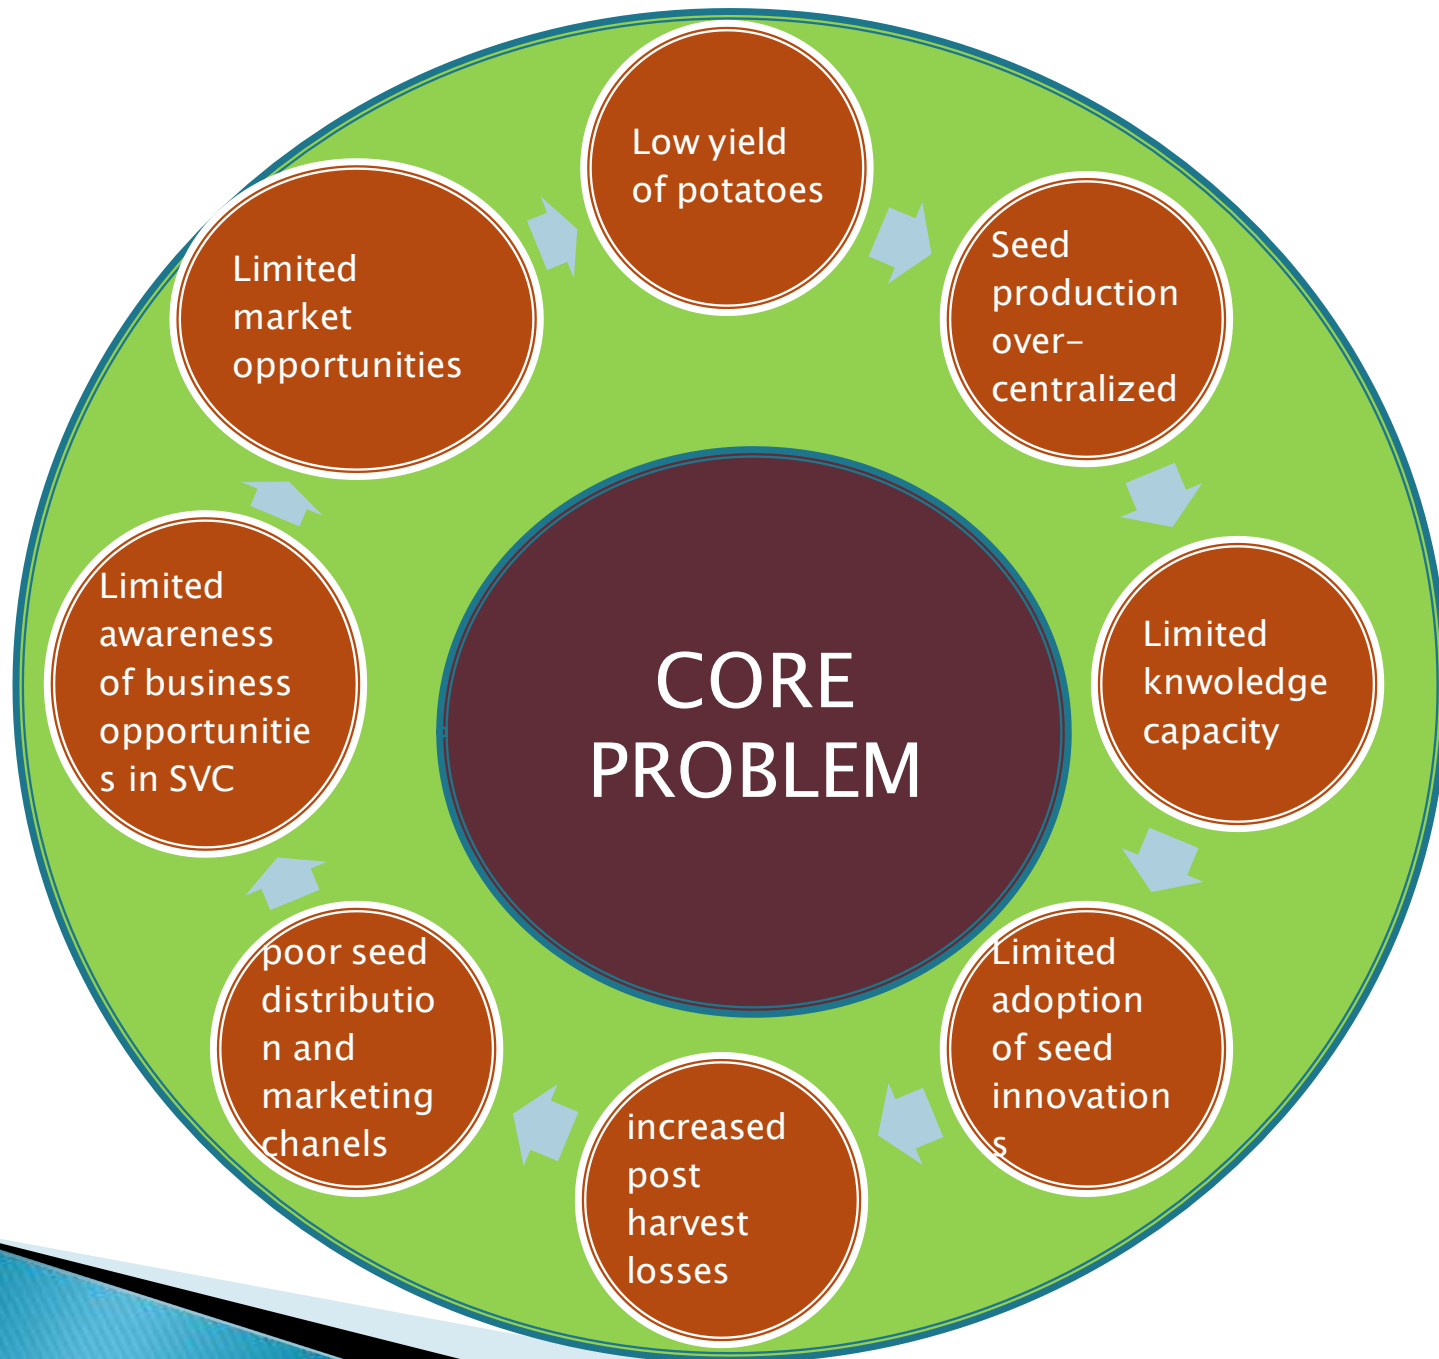 Low yield
of potatoes
Seed
production
over-
centralized
Limited
knwoledge
capacity
Limited
adoption
of seed
innovation
s
increased
post
harvest
losses
poor seed
distributio
n and
marketing
chanels
Limited
awareness
of business
opportunitie
s in SVC
Limited
market
opportunities
CORE
PROBLEM